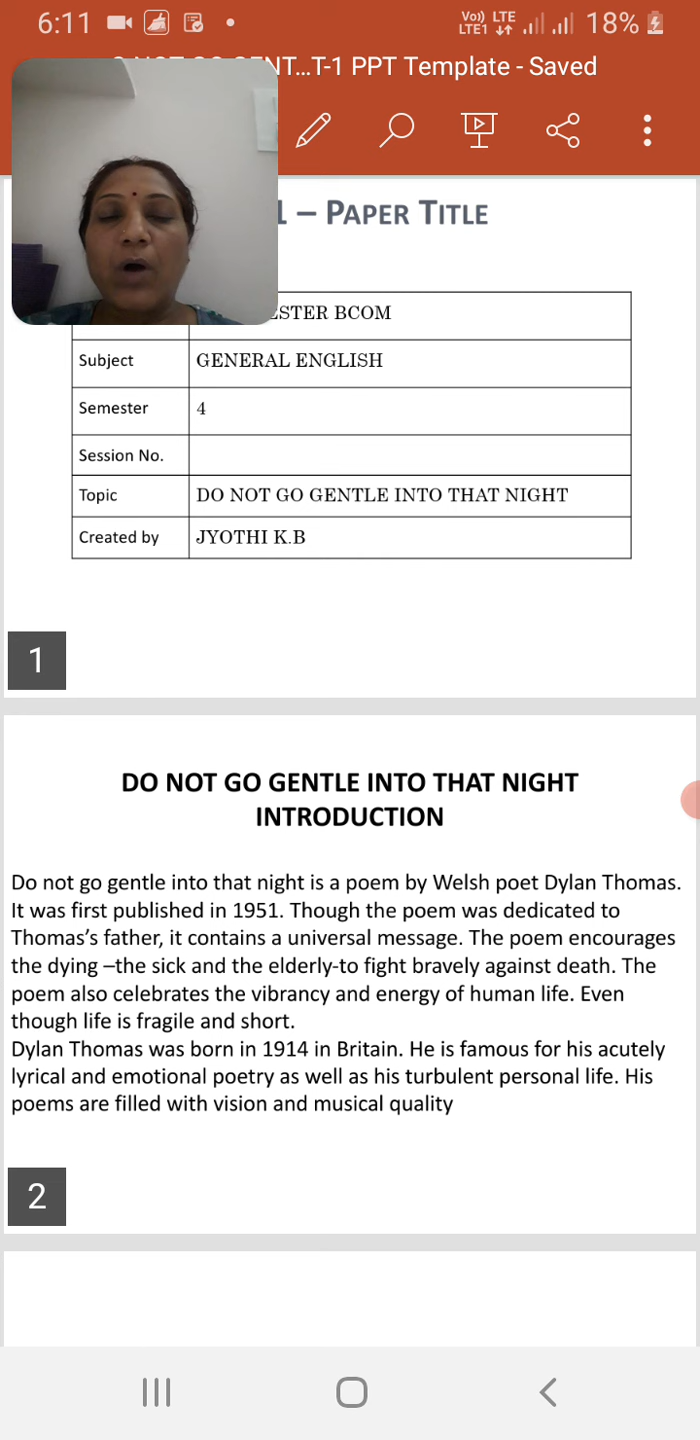 6:11
Vo)) LTE
LTE1
18%
NT...T-1 PPT Template - Saved
1 – PAPER TITLE
STER BCOM
Subject GENERAL ENGLISH
Semester 4
Session No.
Topic DO NOT GO GENTLE INTO THAT NIGHT
Created by JYOTHI K.B
1
DO NOT GO GENTLE INTO THAT NIGHT
INTRODUCTION
Do not go gentle into that night is a poem by Welsh poet Dylan Thomas.
It was first published in 1951. Though the poem was dedicated to
Thomas's father, it contains a universal message. The poem encourages
the dying –the sick and the elderly-to fight bravely against death. The
poem also celebrates the vibrancy and energy of human life. Even
though life is fragile and short.
Dylan Thomas was born in 1914 in Britain. He is famous for his acutely
lyrical and emotional poetry as well as his turbulent personal life. His
poems are filled with vision and musical quality
2